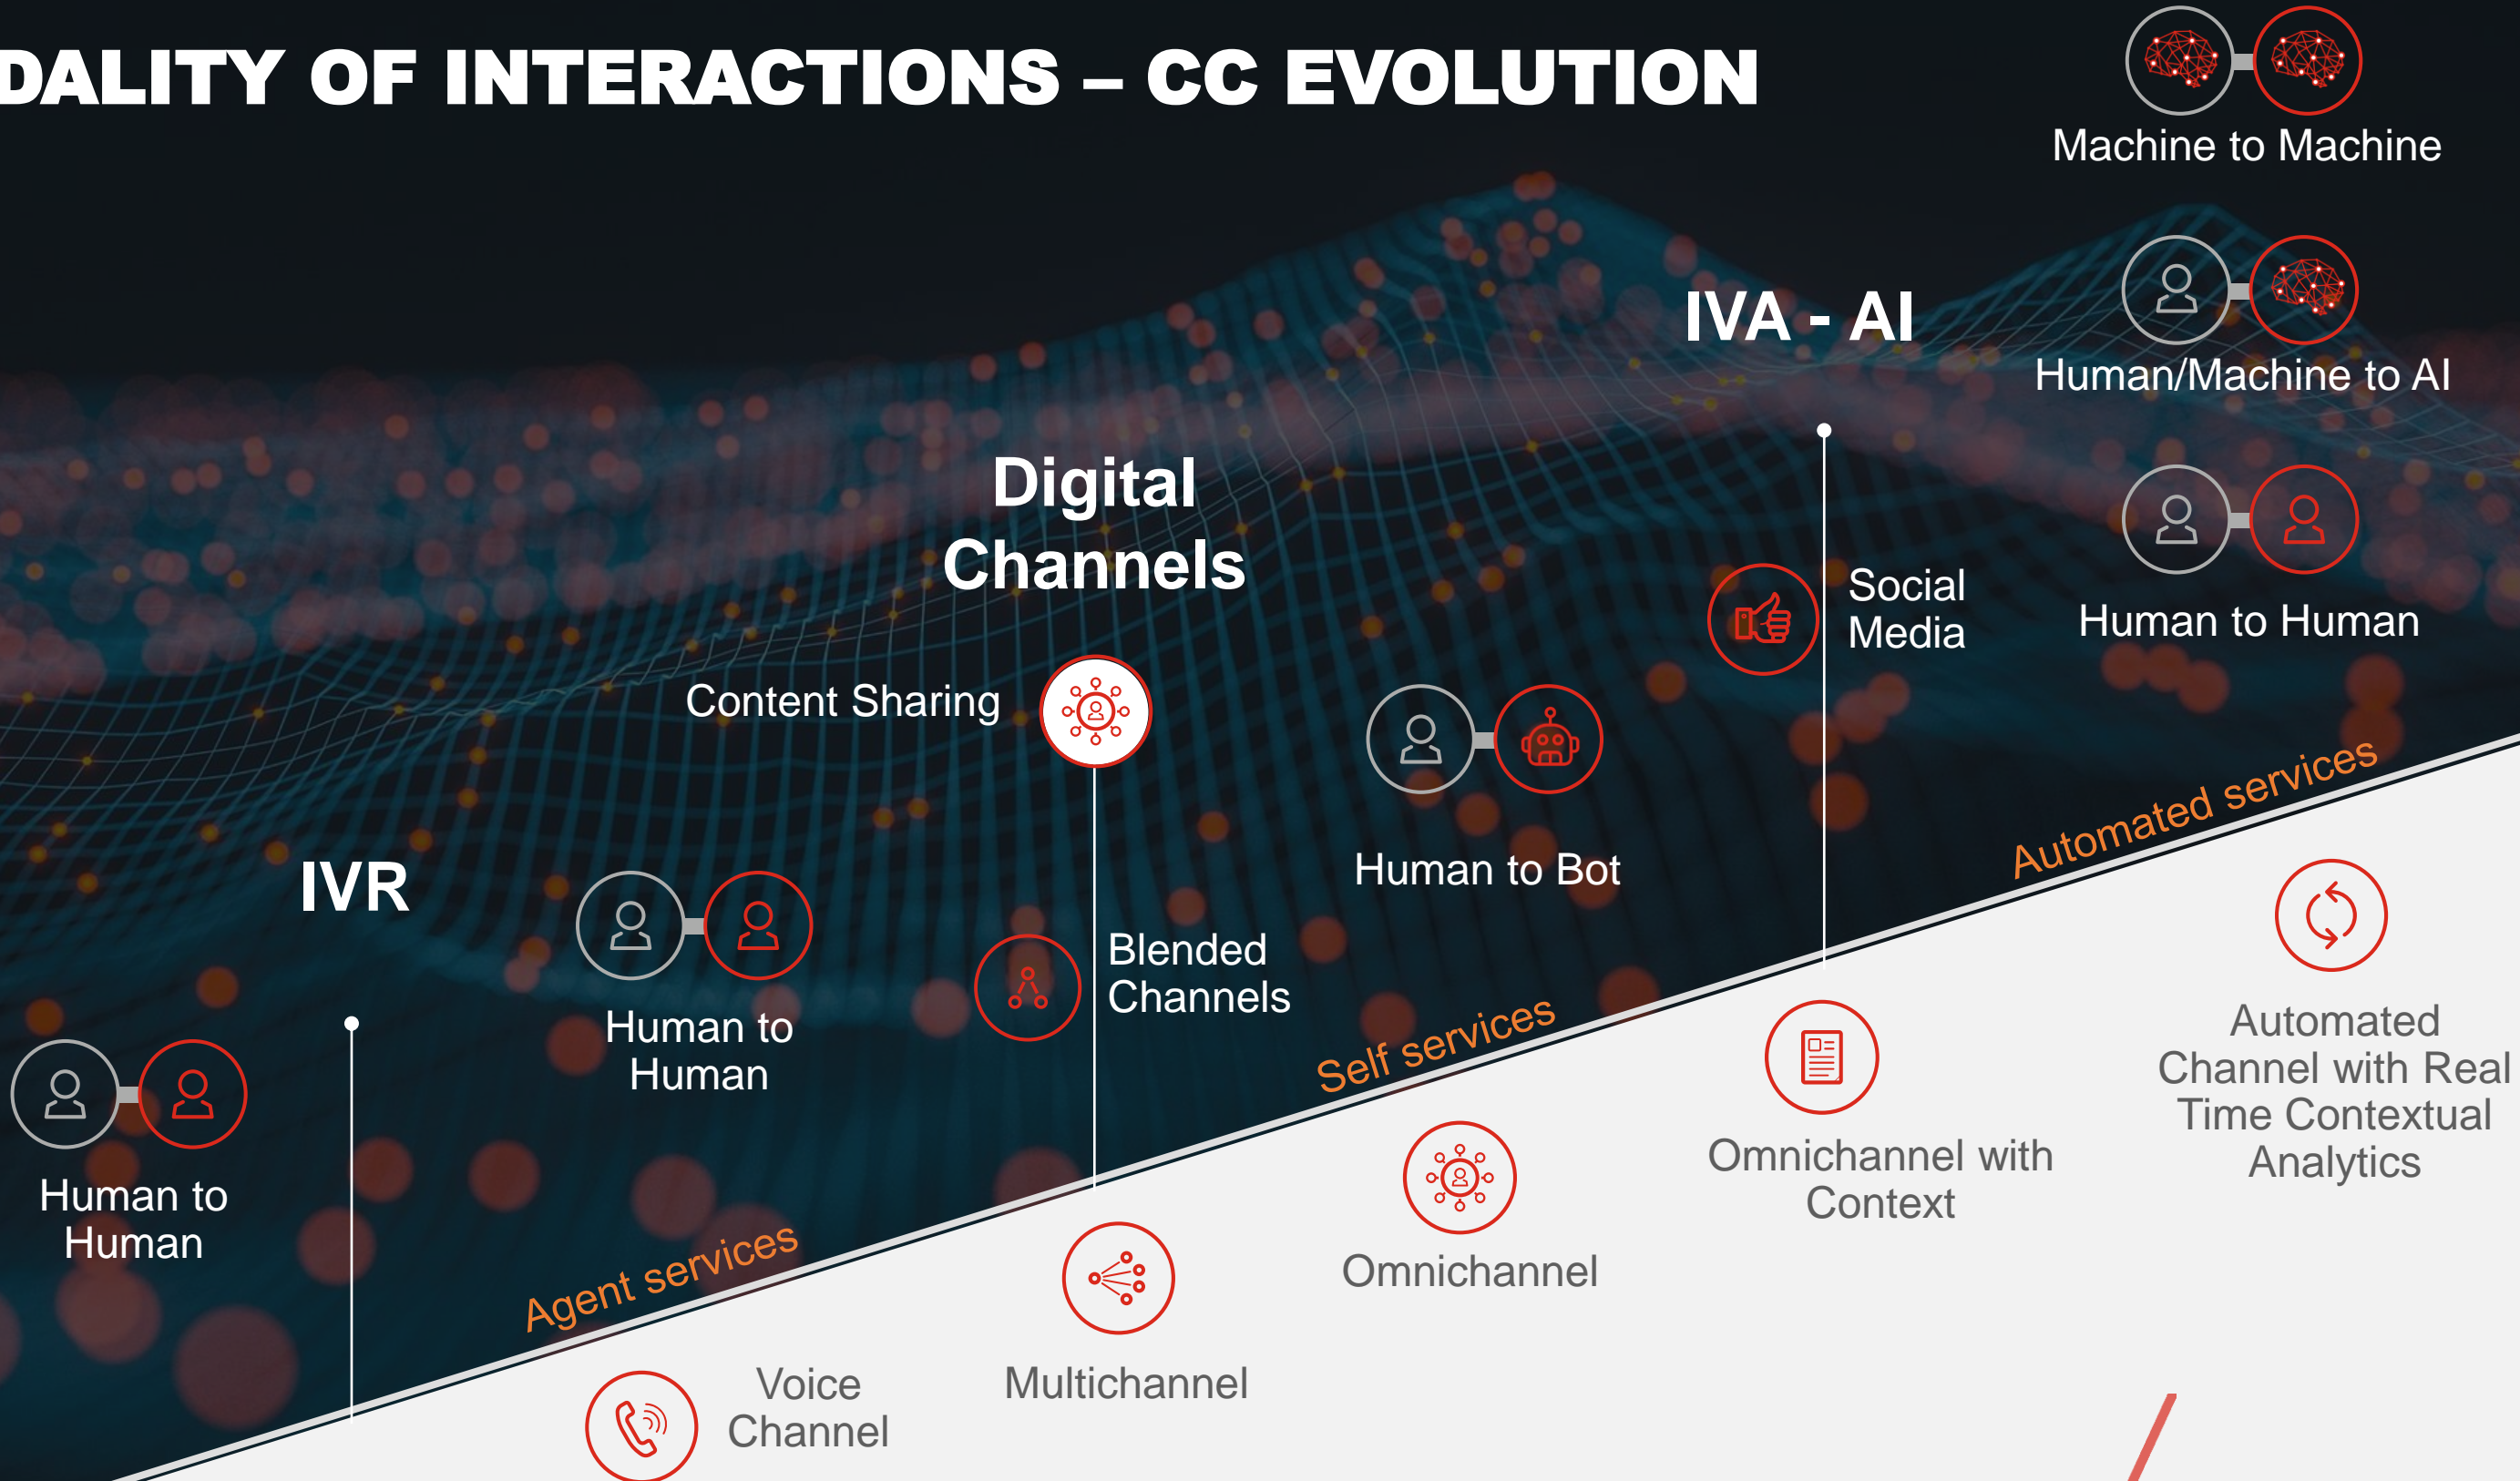 DALITY OF INTERACTIONS – CC EVOLUTION
Machine to Machine
IVA - AI
Human/Machine to AI
Digital
Channels
Social
Media
Human to Human
Content Sharing
Human to Bot
Automated services
IVR
Blended
Channels
Human to
Human
Self services
Human to
Human
Agent services
Automated
Channel with Real
Time Contextual
Analytics
Omnichannel with
Context
Omnichannel
Multichannel
Voice
Channel